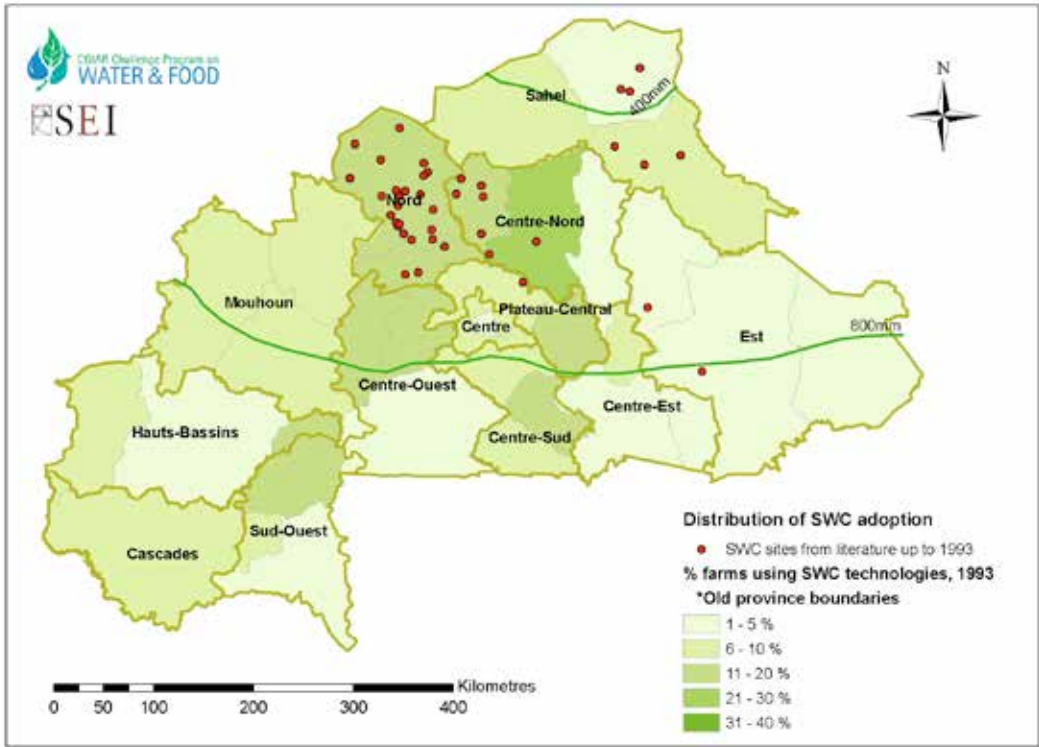 CGIAR Challenge Program on
WATER & FOOD
SEI
N
Sahel
400mm
Nord
Centre-Nord
Mouhoun
Plateau-Central
Centre
Est
800mm
Centre-Ouest
Hauts-Bassins
Centre-Est
Centre-Sud
Sud-Ouest
Cascades
Distribution of SWC adoption
SWC sites from literature up to 1993
% farms using SWC technologies, 1993
*Old province boundaries
1 - 5 %
6 - 10 %
11 - 20 %
21 - 30 %
31 - 40 %
Kilometres
0 50 100 200 300 400